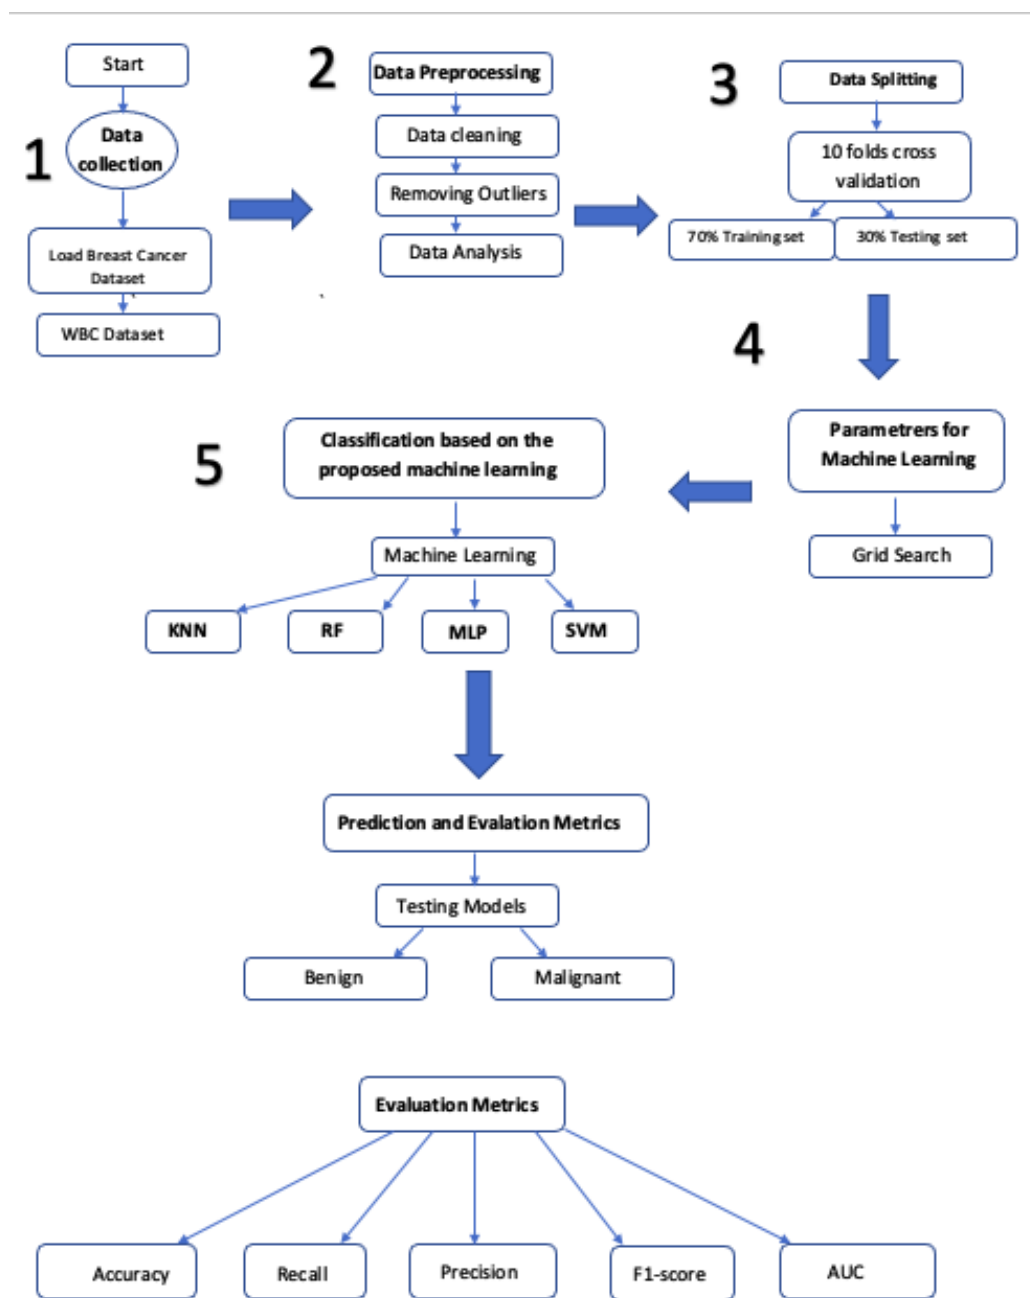 1
Start
Data
collection
Load Breast Cancer
Dataset
WBC Dataset
2
Data Preprocessing
Data cleaning
Removing Outliers
Data Analysis
3
Data Splitting
10 folds cross
validation
70% Training set
30% Testing set
4
Parametrers for
Machine Learning
Grid Search
5
Classification based on the
proposed machine learning
Machine Learning
KNN
RF
MLP
SVM
Prediction and Evalation Metrics
Testing Models
Benign
Malignant
Evaluation Metrics
Accuracy
Recall
Precision
F1-score
AUC